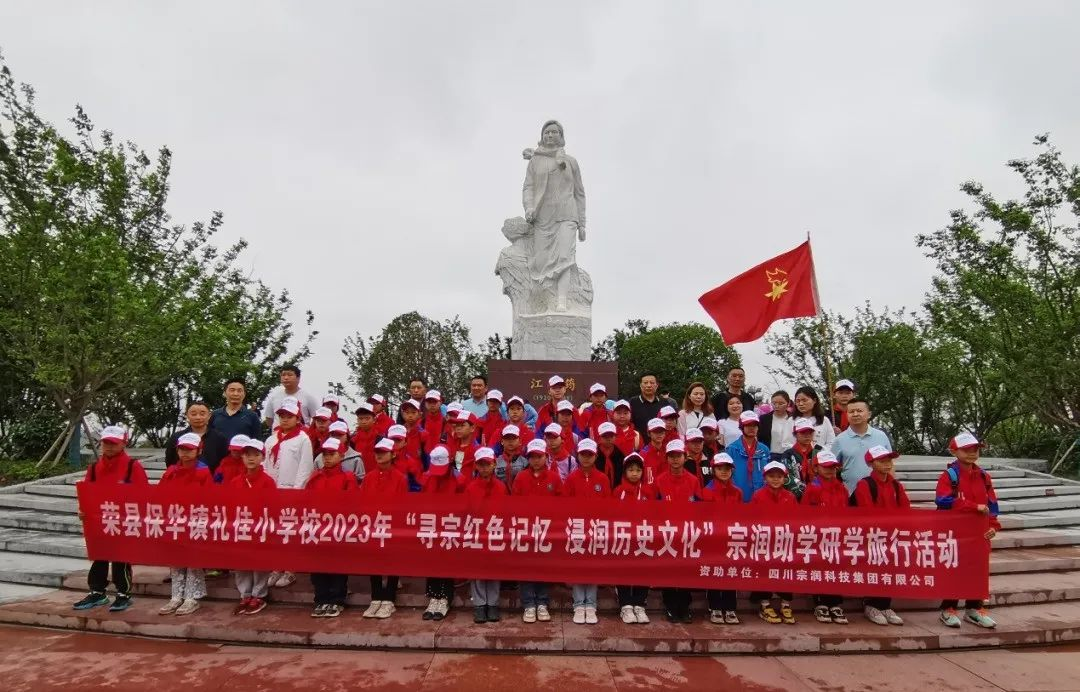 江
荣县保华镇礼佳小学校2023年“寻宗红色记忆 浸润历史文化”宗润助学研学旅行活动
资助单位：四川宗润科技集团有限公司